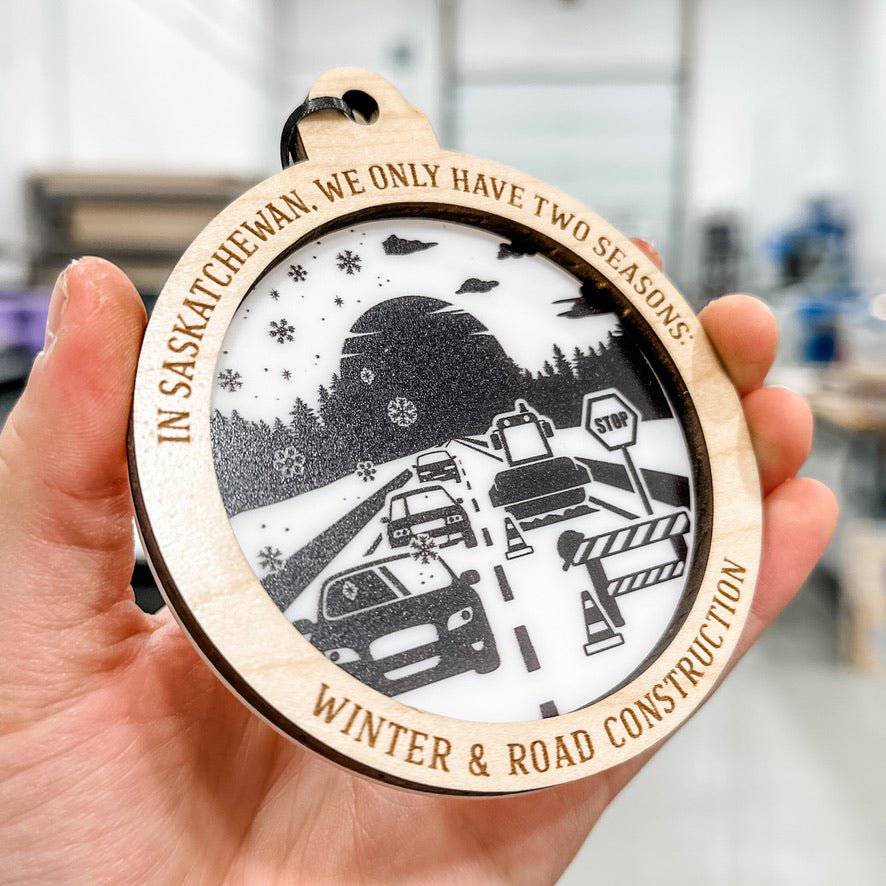 IN SASKATCHEWAN, WE ONLY HAVE TWO SEASONS:
STOP
WINTER & ROAD CONSTRUCTION